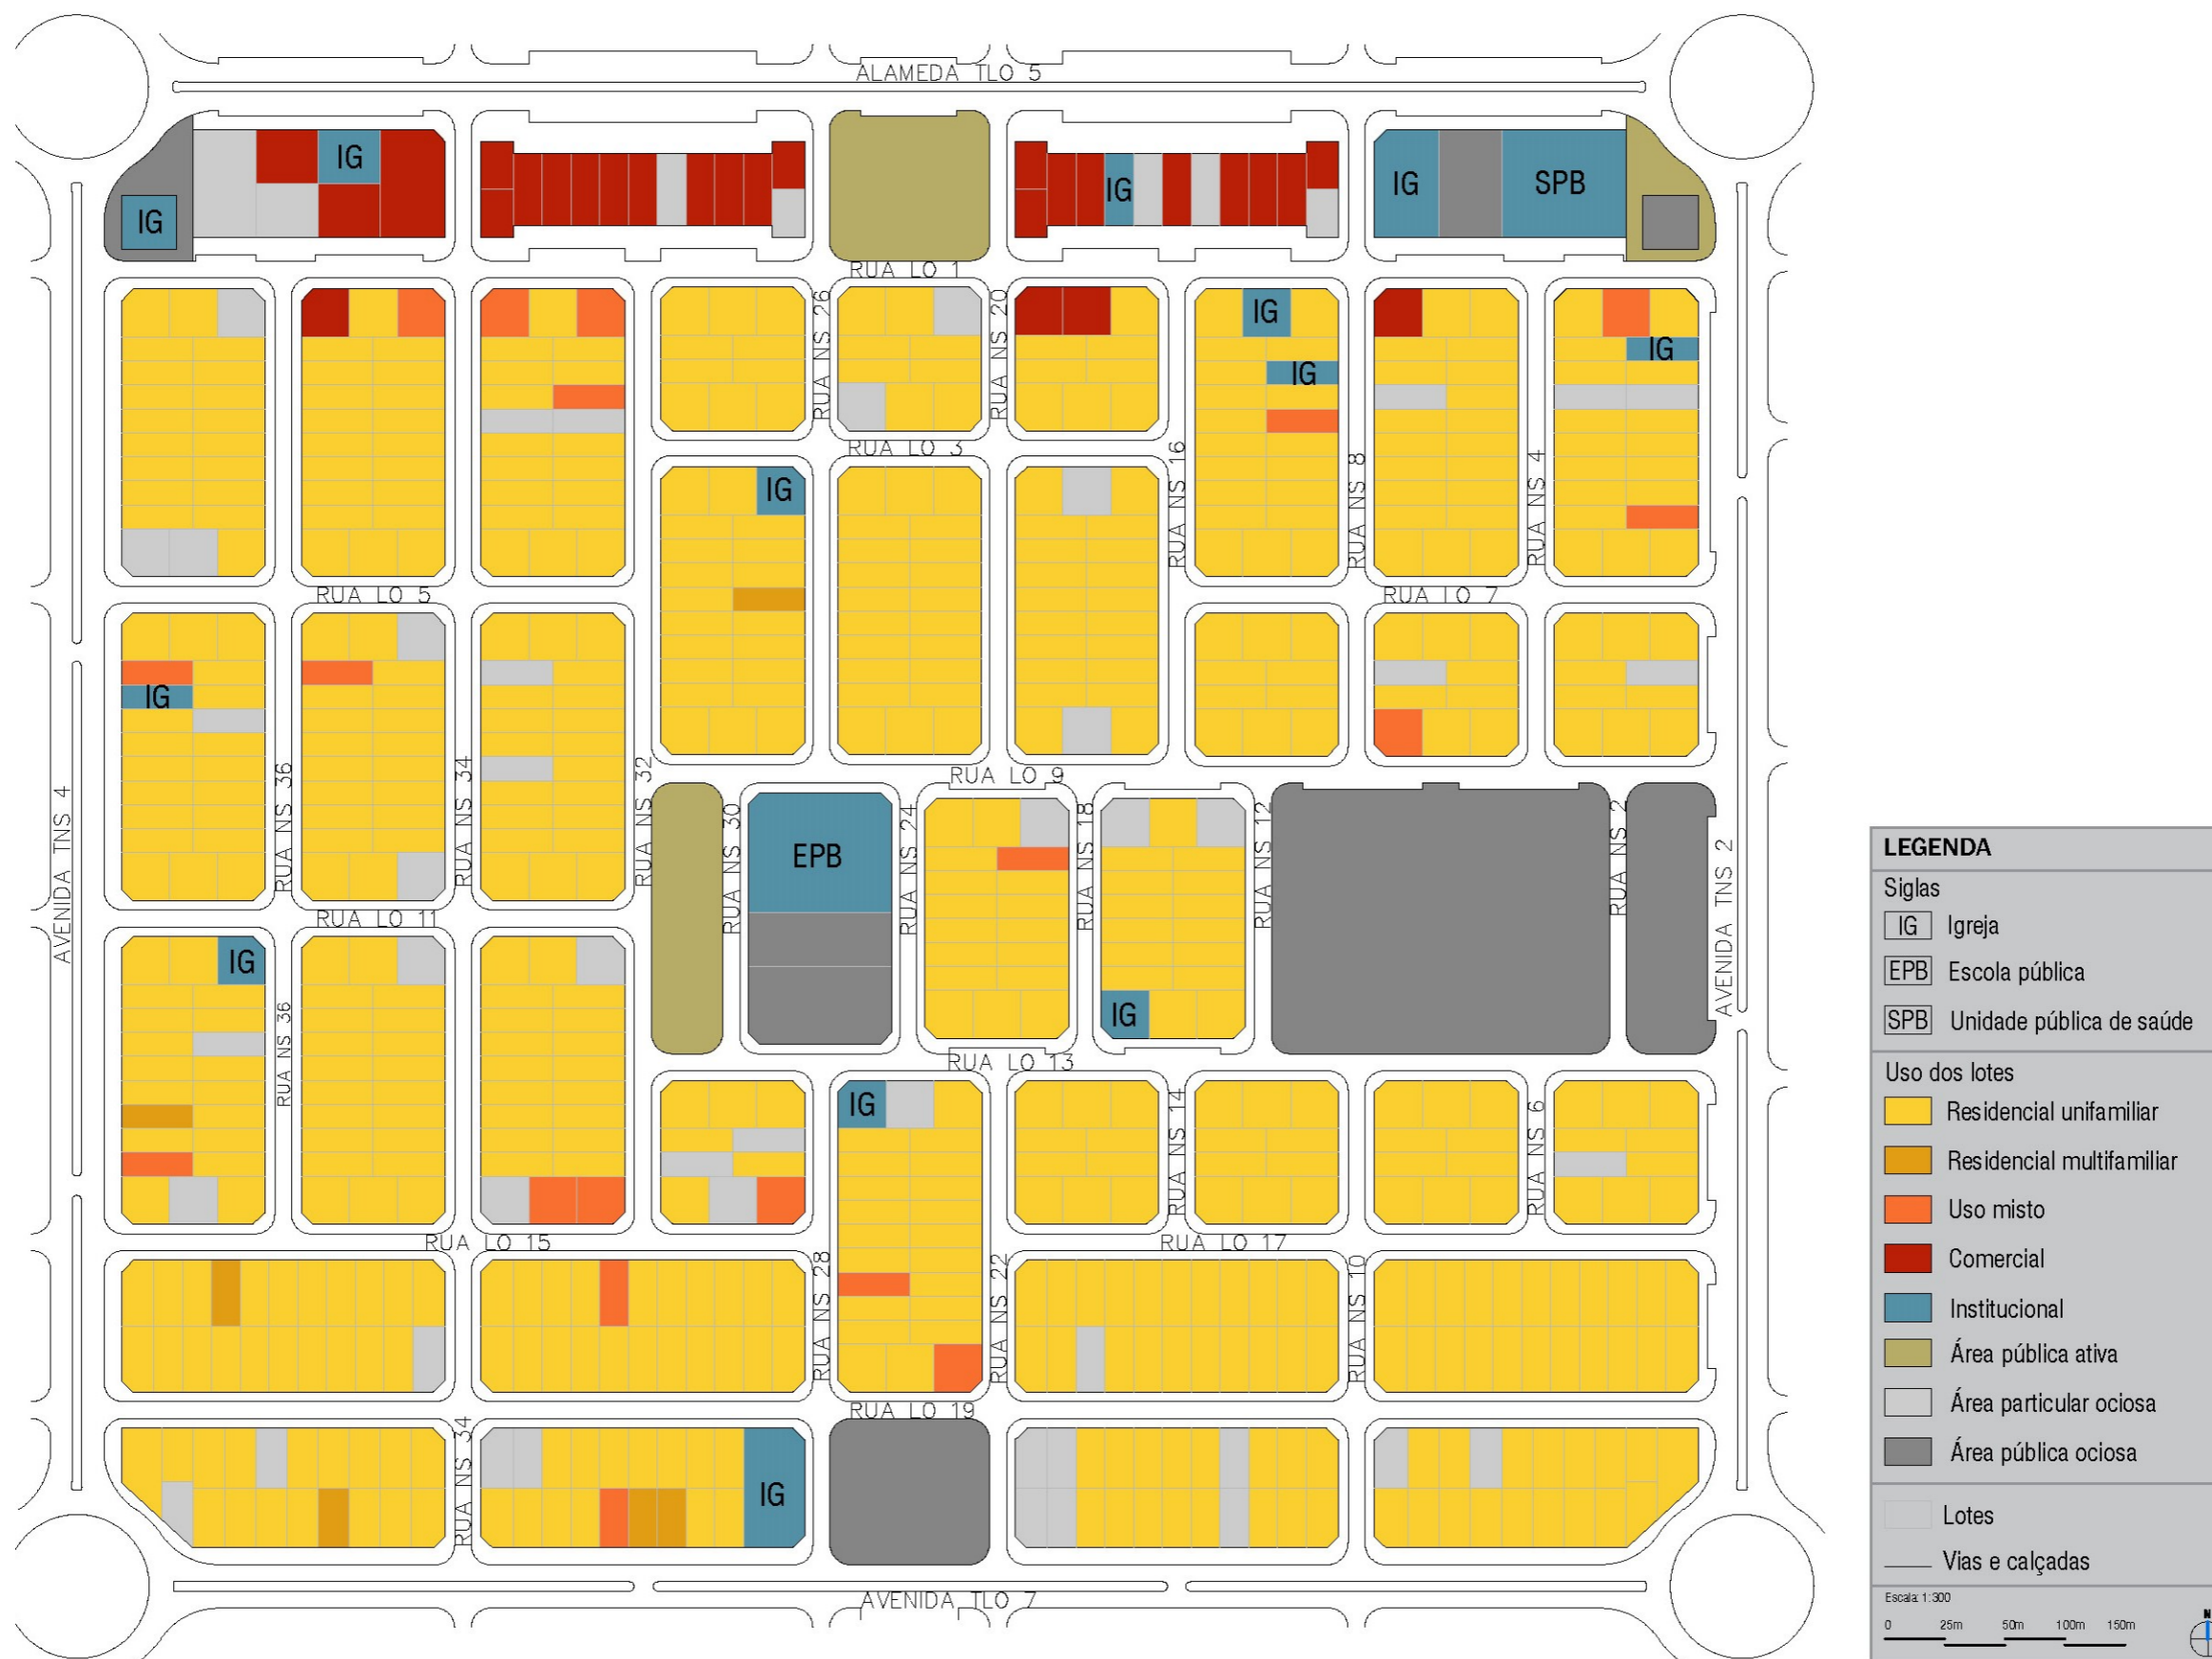 ALAMEDA TLO 5
IG
IG
IG
IG
SPB
RUA LO 1
RUA NS 26
RUA NS 20
IG
IG
IG
RUA LO 3
RUA NS 16
RUA NS 8
RUA NS 4
IG
RUA LO 5
RUA LO 7
IG
RUA NS 36
RUA NS 34
RUA NS 32
RUA LO 9
AVENIDA TNS 4
RUA NS 30
EPB
RUA NS 24
RUA NS 18
RUA NS 12
RUA NS 2
AVENIDA TNS 2
RUA LO 11
IG
IG
RUA NS 36
RUA LO 13
IG
RUA NS 14
RUA NS 6
RUA LO 15
RUA LO 17
RUA NS 28
RUA NS 22
RUA NS 10
RUA LO 19
RUA NS 34
IG
AVENIDA TLO 7
LEGENDA
Siglas
IG Igreja
EPB Escola pública
SPB Unidade pública de saúde
Uso dos lotes
Residencial unifamiliar
Residencial multifamiliar
Uso misto
Comercial
Institucional
Área pública ativa
Área particular ociosa
Área pública ociosa
Lotes
Vias e calçadas
Escala: 1:300
0 25m 50m 100m 150m
N